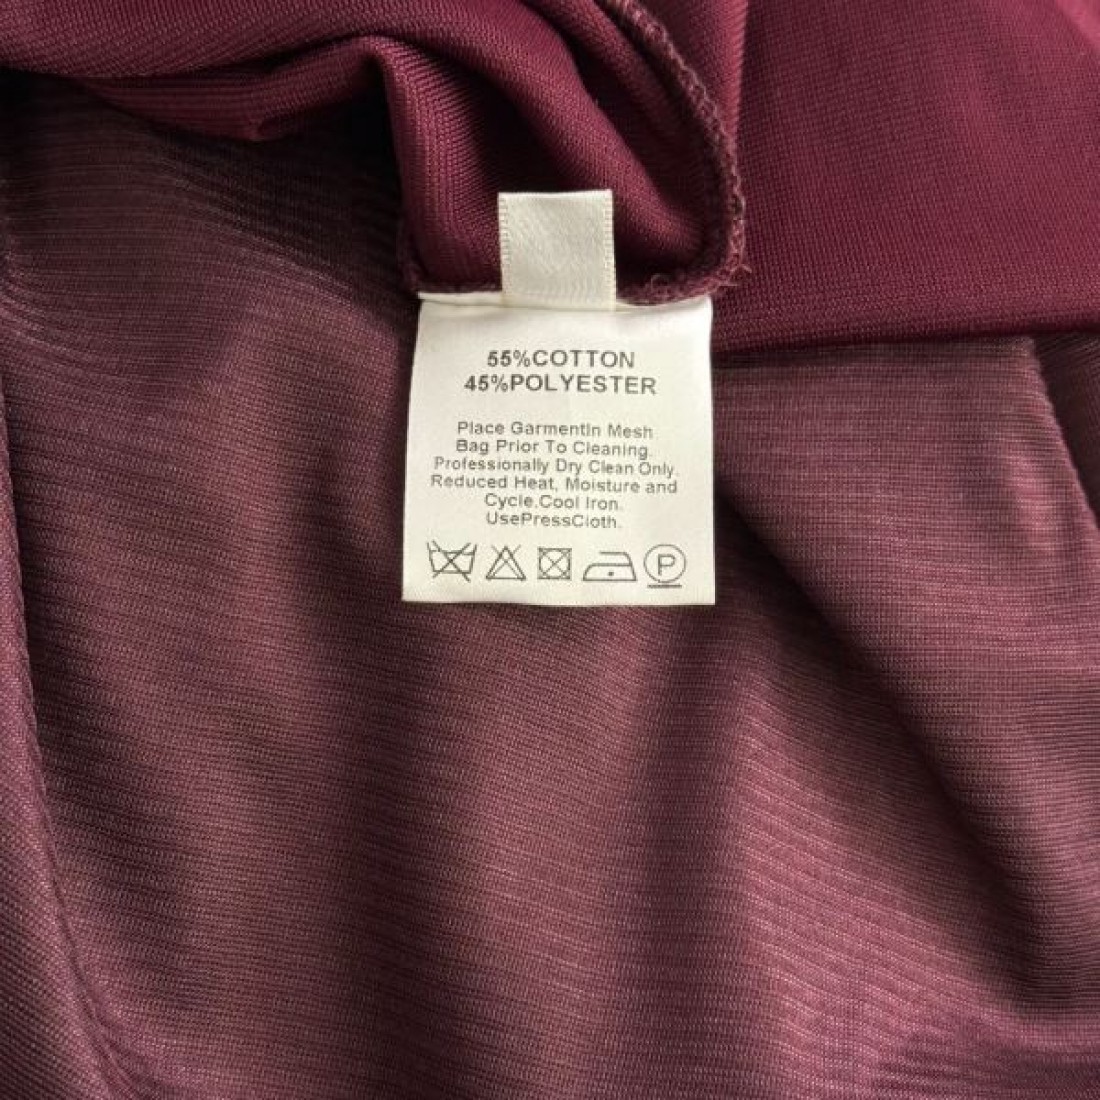 55%COTTON
45%POLYESTER
Place GarmentIn Mesh
Bag Prior To Cleaning.
Professionally Dry Clean Only.
Reduced Heat, Moisture and
Cycle.Cool Iron.
UsePressCloth.
P